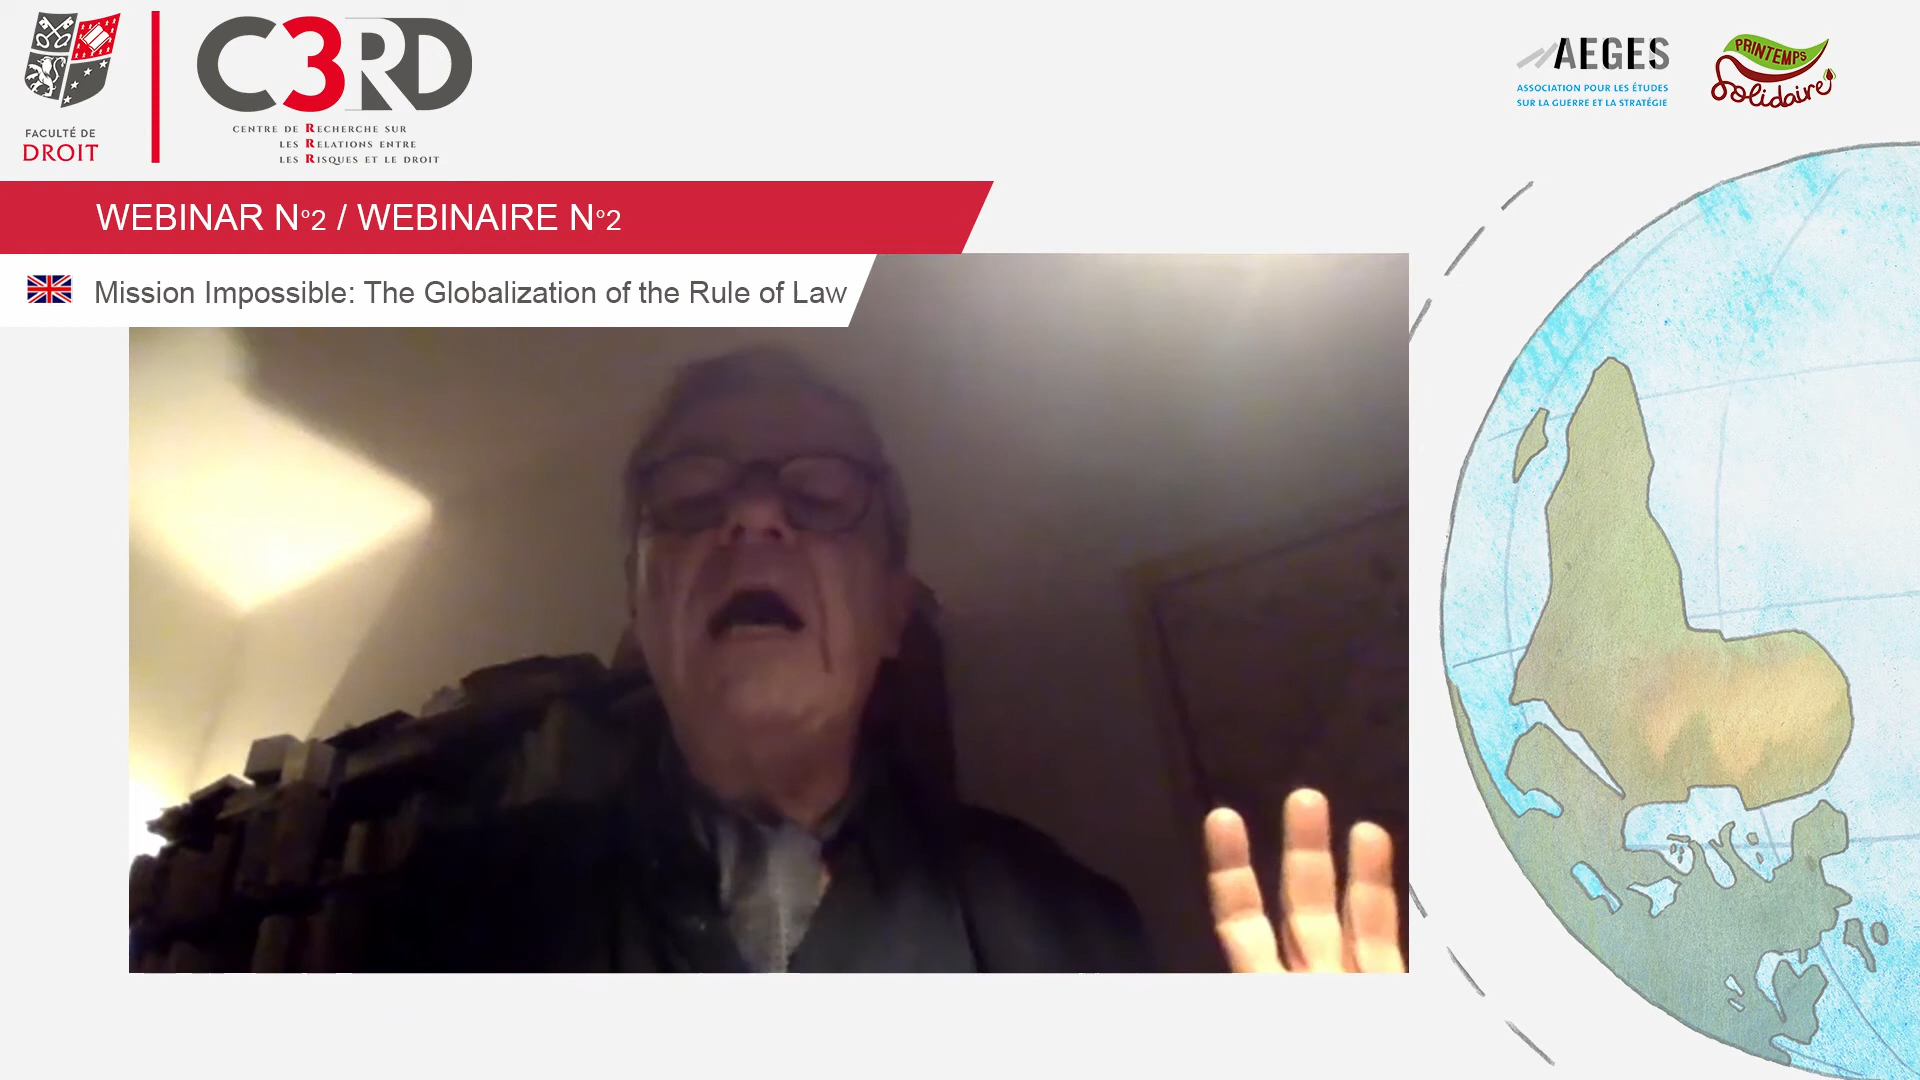 FACULTÉ DE
DROIT
C3RD
CENTRE DE RECHERCHE SUR
LES RELATIONS ENTRE
LES RISQUES ET LE DROIT
AEGES
ASSOCIATION POUR LES ÉTUDES
SUR LA GUERRE ET LA STRATÉGIE
PRINTEMPS
Solidaire
WEBINAR N°2 / WEBINAIRE N°2
Mission Impossible: The Globalization of the Rule of Law